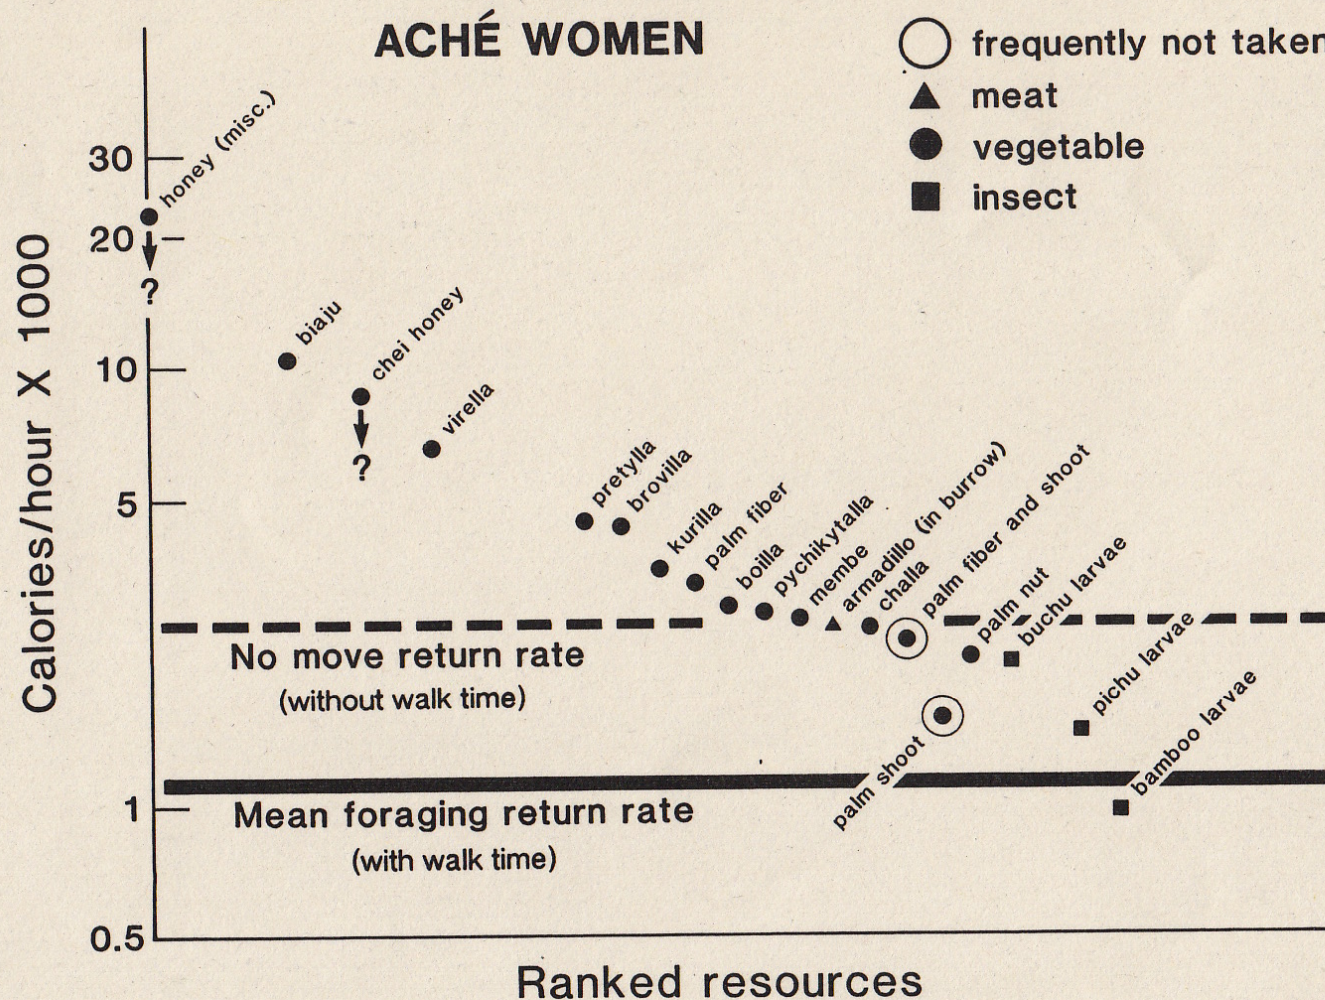 ACHÉ WOMEN
frequently not taken
meat
vegetable
insect
Calories/hour X 1000
30
20
10
5
1
0.5
honey (misc.)
?
biaju
chei honey
?
virella
pretylla
brovilla
kurilla
palm fiber
boilla
pychikytalla
membe
armadillo (in burrow)
challa
palm fiber and shoot
palm nut
buchu larvae
pichu larvae
bamboo larvae
palm shoot
No move return rate
(without walk time)
Mean foraging return rate
(with walk time)
Ranked resources